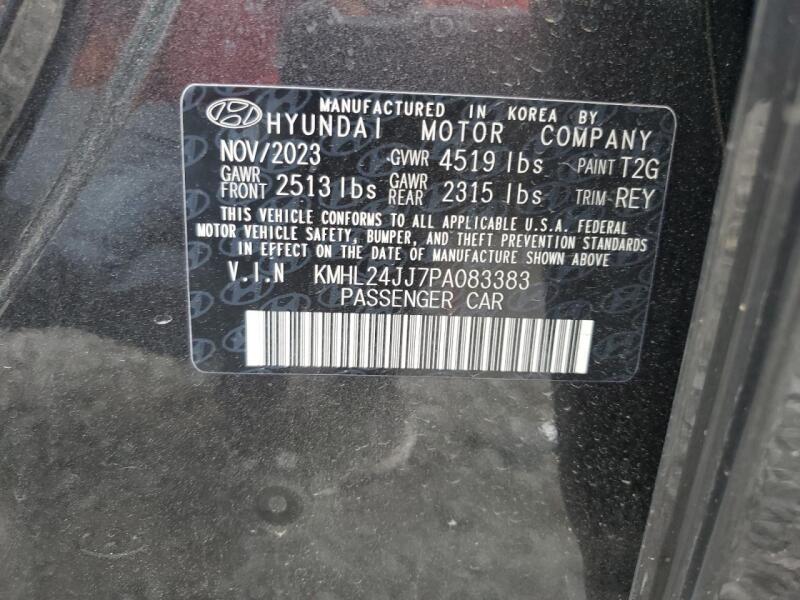 MANUFACTURED IN KOREA BY
HYUNDAI MOTOR COMPANY
NOV/2023 GVWR 4519 lbs PAINT T2G
GAWR FRONT 2513 lbs GAWR REAR 2315 lbs TRIM-REY
THIS VEHICLE CONFORMS TO ALL APPLICABLE U.S.A. FEDERAL
MOTOR VEHICLE SAFETY, BUMPER, AND THEFT PREVENTION STANDARDS
IN EFFECT ON THE DATE OF MANUFACTURE SHOWN ABOVE
V.I.N KMHL24JJ7PA083383
PASSENGER CAR